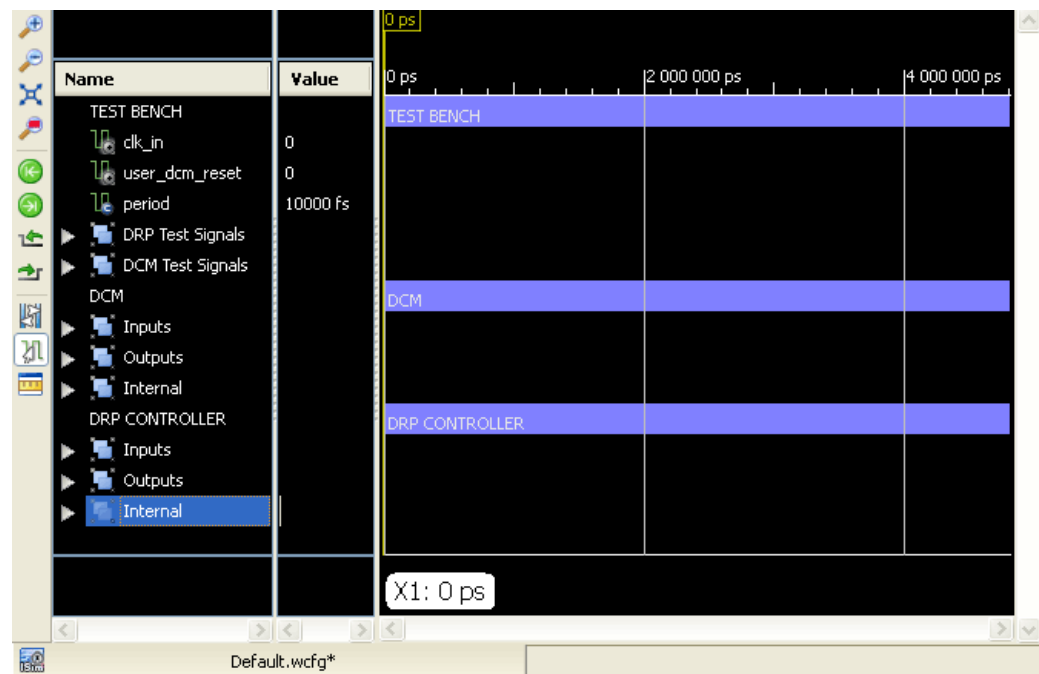 0 ps
Name Value 0 ps 2 000 000 ps 4 000 000 ps
TEST BENCH TEST BENCH
clk_in 0
user_dcm_reset 0
period 10000 fs
DRP Test Signals
DCM Test Signals
DCM DCM
Inputs
Outputs
Internal
DRP CONTROLLER DRP CONTROLLER
Inputs
Outputs
Internal
X1: 0 ps
ISim Default.wcfg*